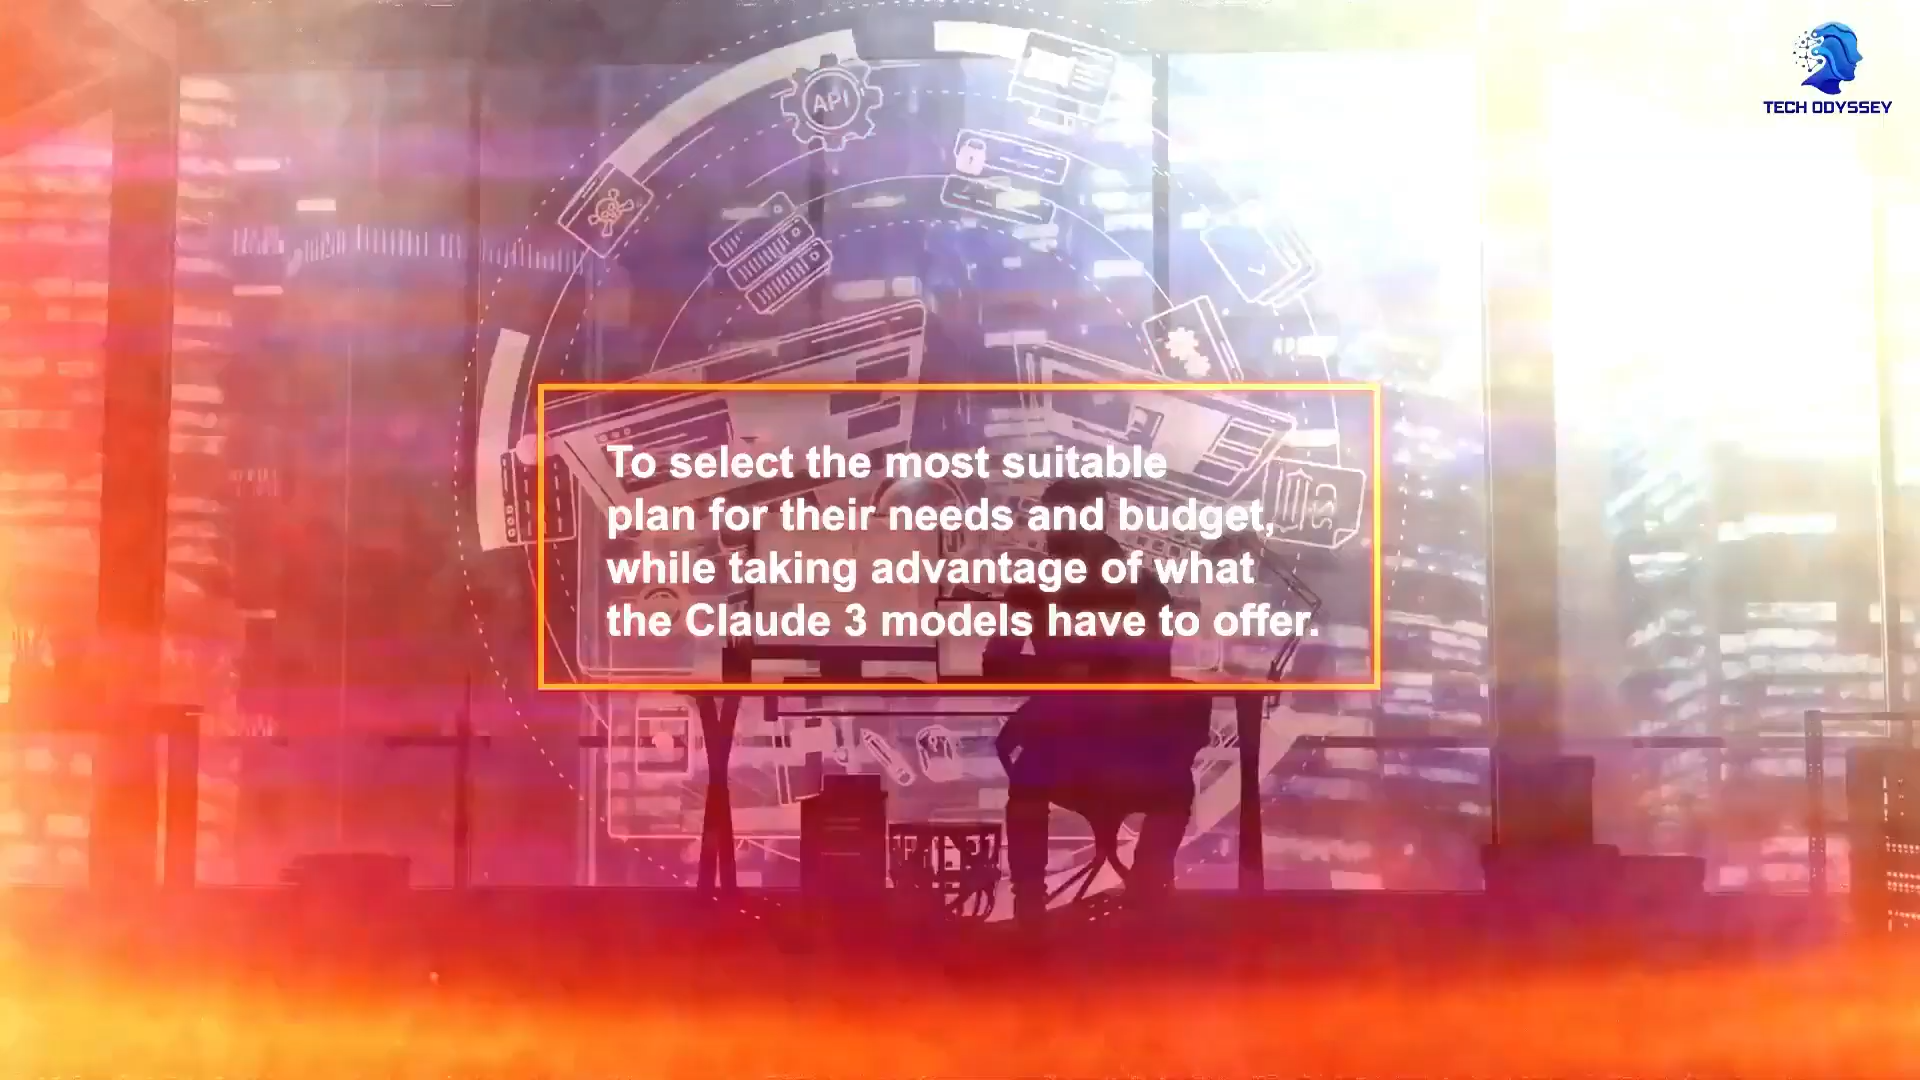 API
TECH ODYSSEY
To select the most suitable
plan for their needs and budget,
while taking advantage of what
the Claude 3 models have to offer.